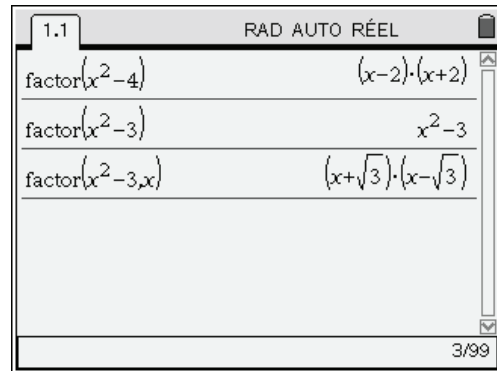 1.1 RAD AUTO RÉEL
factor(x²−4) (x−2)·(x+2)
factor(x²−3) x²−3
factor(x²−3,x) (x+√3)·(x−√3)
3/99